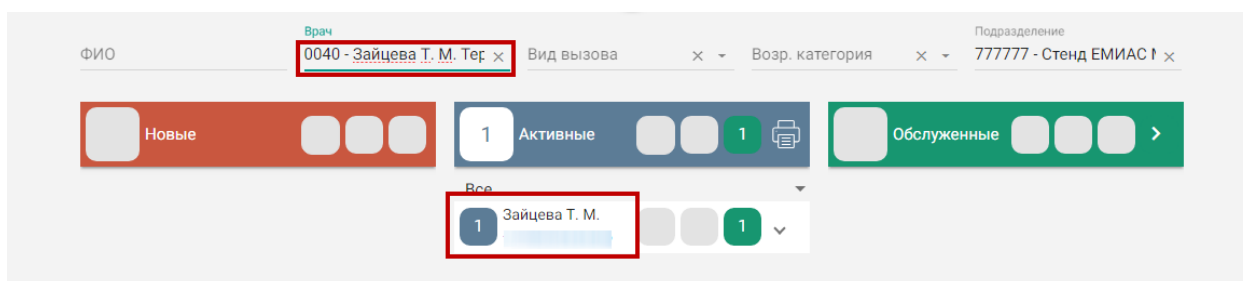 Врач
Подразделение
ФИО 0040 - Зайцева Т. М. Тер Вид вызова Возр. категория 777777 - Стенд ЕМИАС
Новые 1 Активные 1 Обслуженные
Все
1 Зайцева Т. М. 1